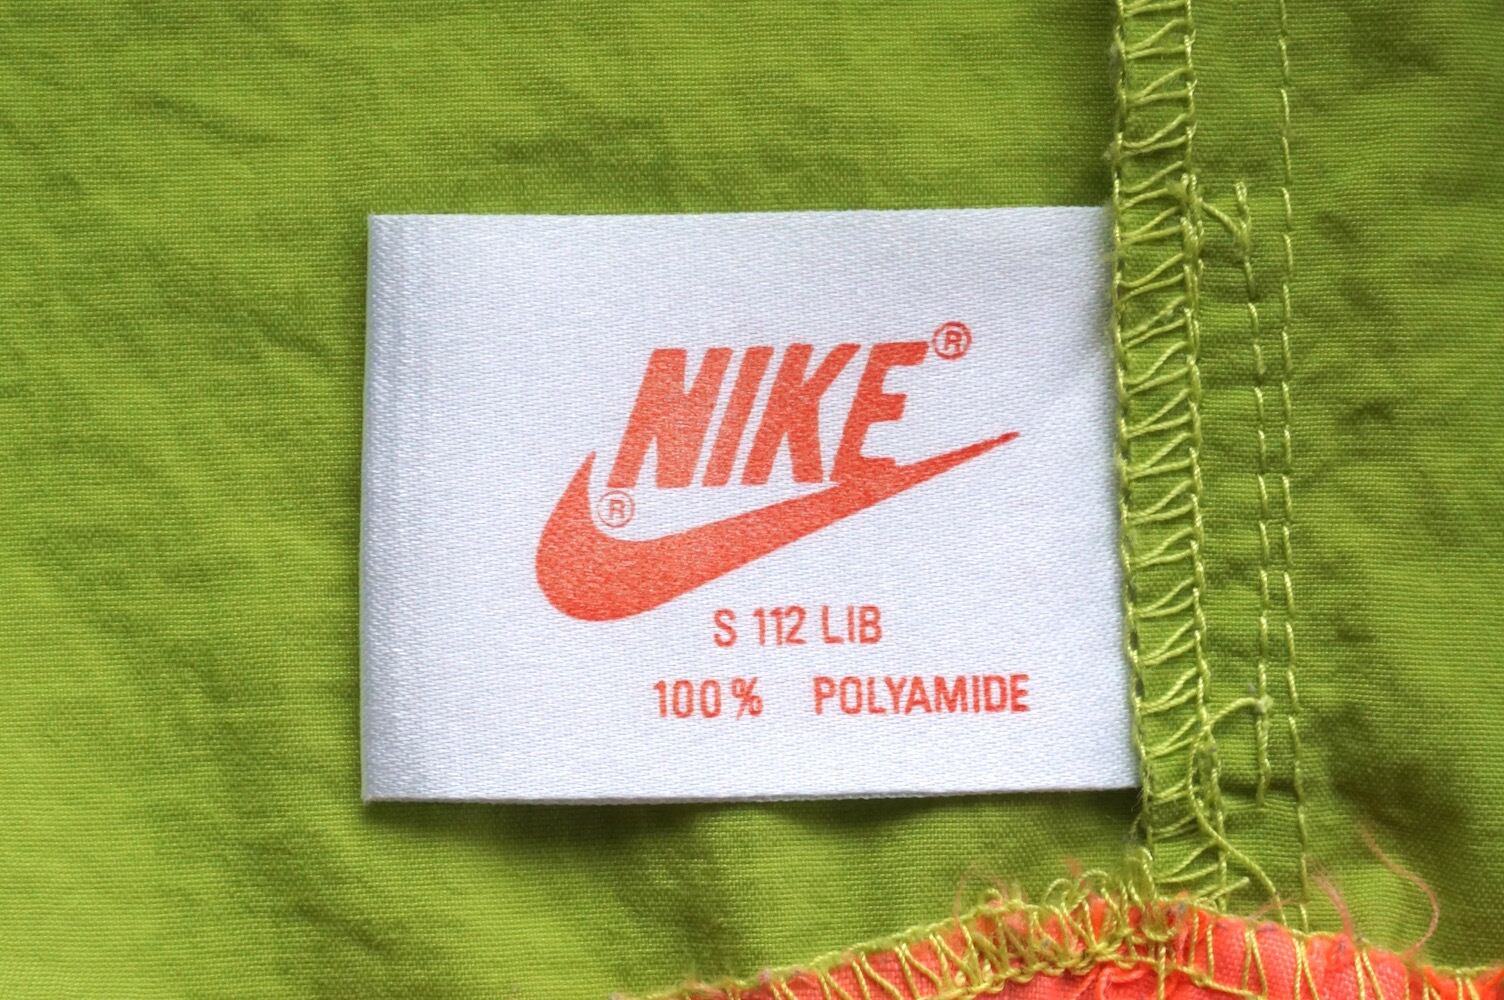 NIKE®
®
S 112 LIB
100% POLYAMIDE